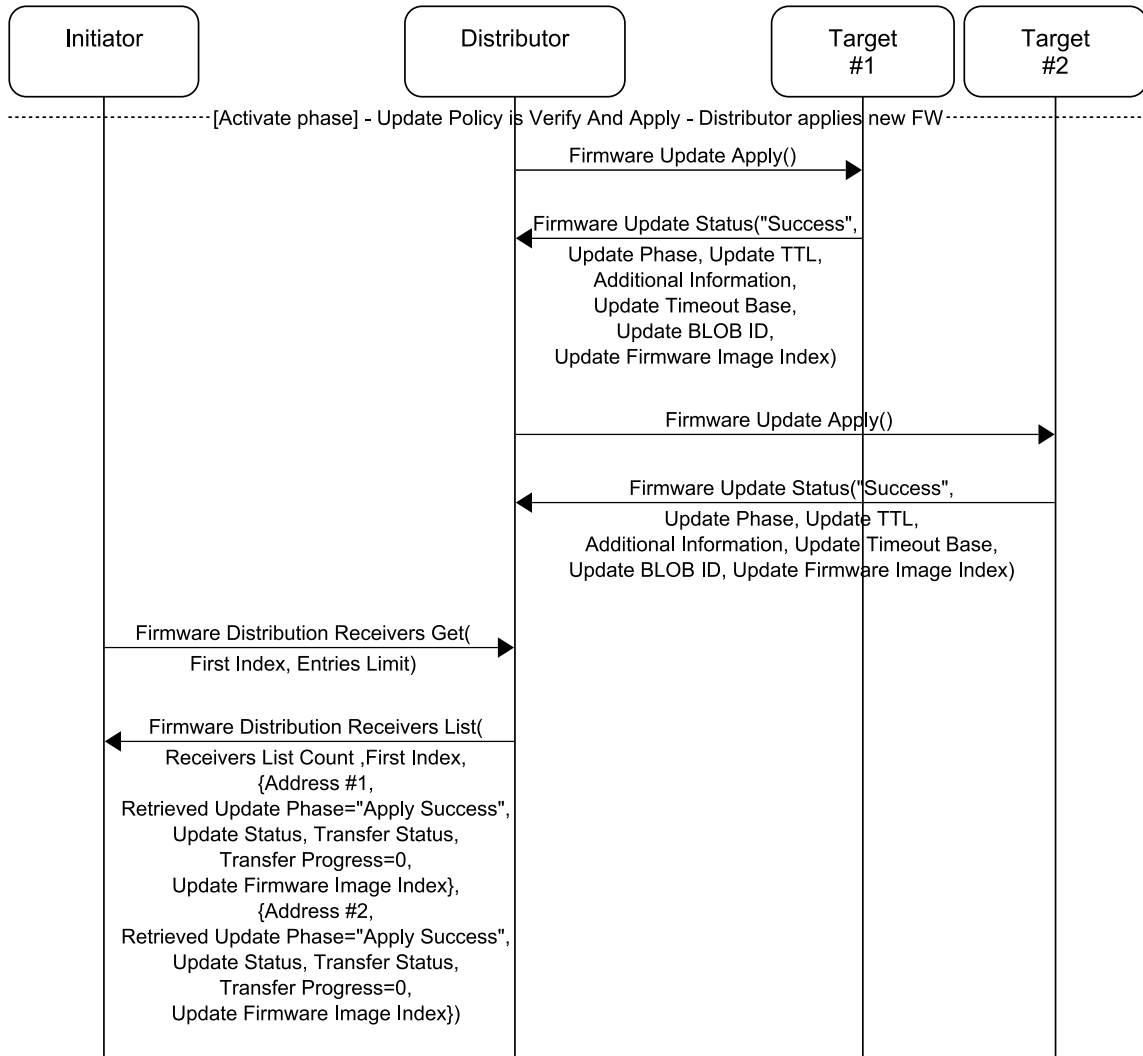 Initiator
Distributor
Target
#1
Target
#2
[Activate phase] - Update Policy is Verify And Apply - Distributor applies new FW
Firmware Update Apply()
Firmware Update Status("Success",
Update Phase, Update TTL,
Additional Information,
Update Timeout Base,
Update BLOB ID,
Update Firmware Image Index)
Firmware Update Apply()
Firmware Update Status("Success",
Update Phase, Update TTL,
Additional Information, Update Timeout Base,
Update BLOB ID, Update Firmware Image Index)
Firmware Distribution Receivers Get(
First Index, Entries Limit)
Firmware Distribution Receivers List(
Receivers List Count ,First Index,
{Address #1,
Retrieved Update Phase="Apply Success",
Update Status, Transfer Status,
Transfer Progress=0,
Update Firmware Image Index},
{Address #2,
Retrieved Update Phase="Apply Success",
Update Status, Transfer Status,
Transfer Progress=0,
Update Firmware Image Index})